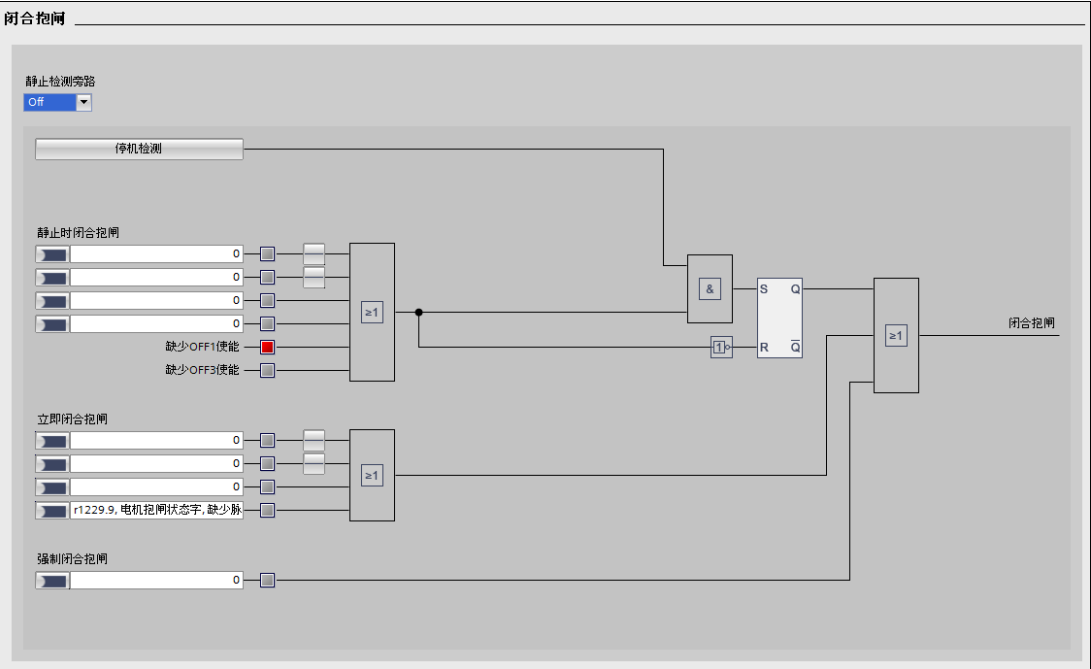 闭合抱闸
静止检测旁路
Off
停机检测
静止时闭合抱闸
0
0
0
0
缺少OFF1使能
缺少OFF3使能
≥1
&
S Q
R Q̅
1
≥1
闭合抱闸
立即闭合抱闸
0
0
0
r1229.9, 电机抱闸状态字, 缺少脉
≥1
强制闭合抱闸
0